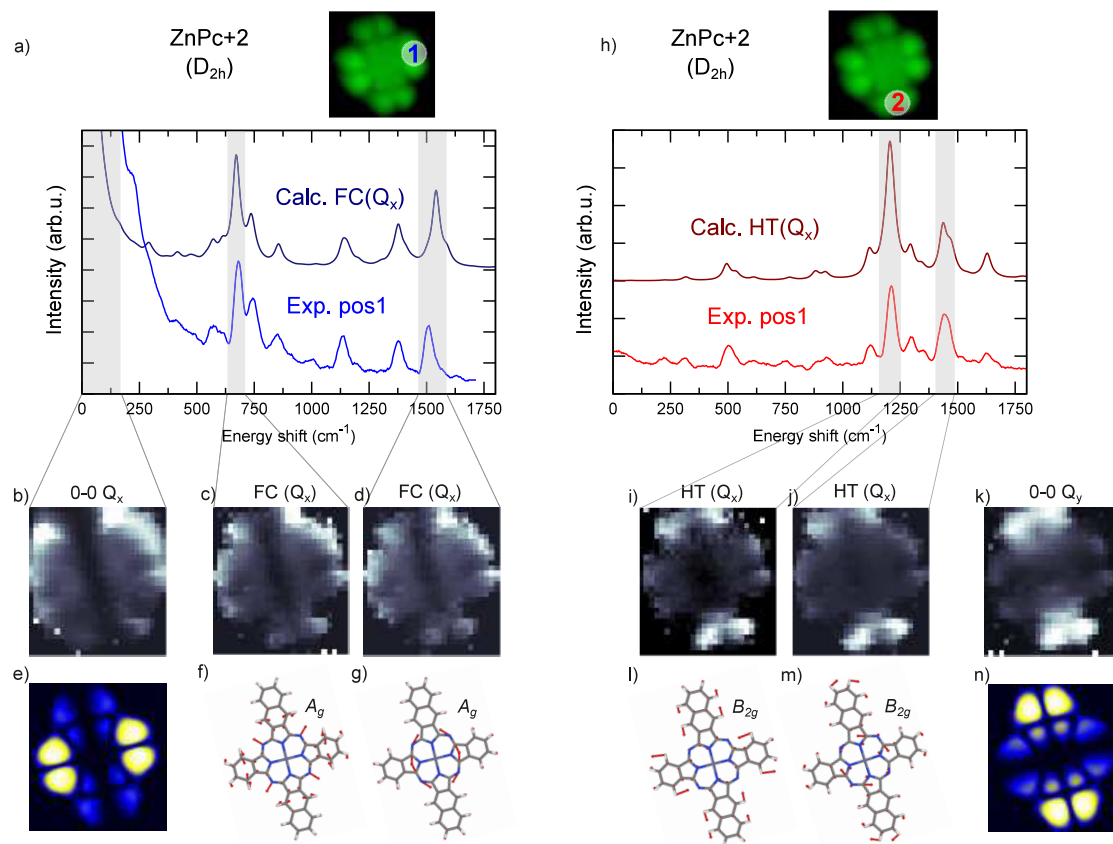 a)
ZnPc+2
(D2h)
1
Intensity (arb.u.)
Calc. FC(Qx)
Exp. pos1
0 250 500 750 1000 1250 1500 1750
Energy shift (cm-1)
b) 0-0 Qx
c) FC (Qx)
d) FC (Qx)
e)
f) Ag
g) Ag
h)
ZnPc+2
(D2h)
2
Intensity (arb.u.)
Calc. HT(Qx)
Exp. pos1
0 250 500 750 1000 1250 1500 1750
Energy shift (cm-1)
i) HT (Qx)
j) HT (Qx)
k) 0-0 Qy
l) B2g
m) B2g
n)